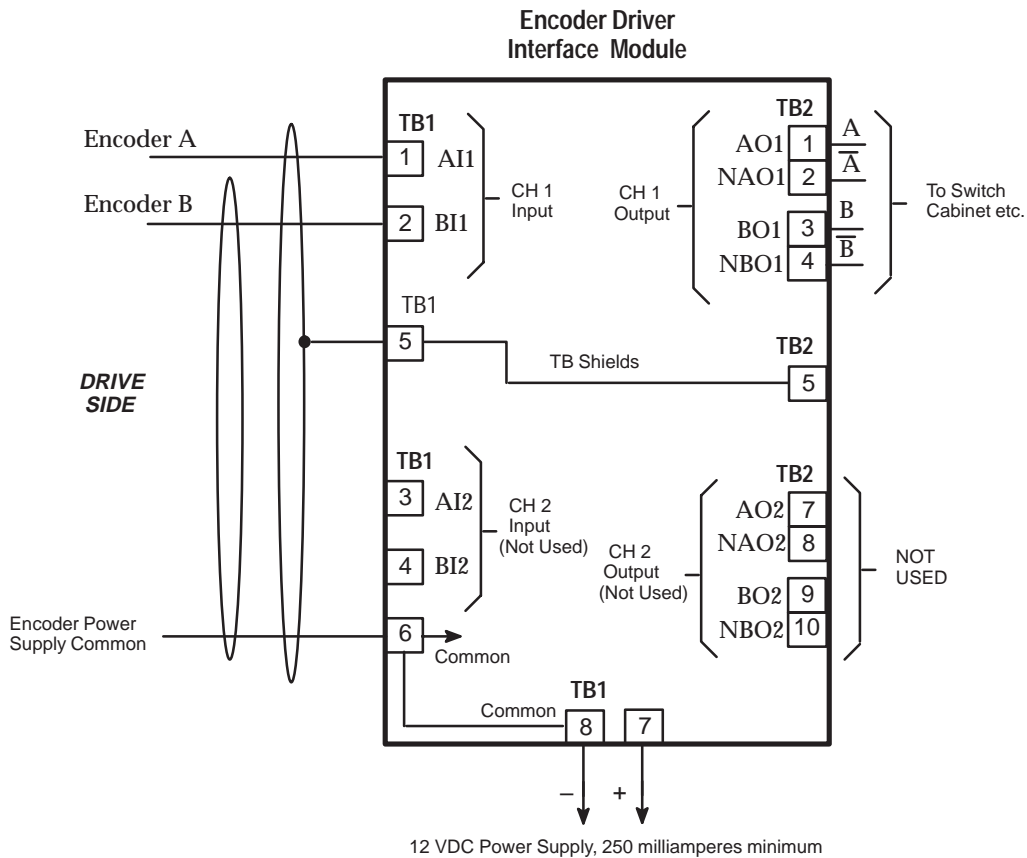 Encoder Driver
Interface Module
TB1
TB2
Encoder A
1
AI1
AO1
1
A
NAO1
2
A̅
CH 1
Input
CH 1
Output
To Switch
Cabinet etc.
Encoder B
2
BI1
BO1
3
B
NBO1
4
B̅
TB1
5
TB Shields
TB2
5
DRIVE
SIDE
TB1
3
AI2
4
BI2
CH 2
Input
(Not Used)
CH 2
Output
(Not Used)
TB2
AO2
7
NAO2
8
BO2
9
NBO2
10
NOT
USED
Encoder Power
Supply Common
6
Common
TB1
Common
8
7
–
+
12 VDC Power Supply, 250 milliamperes minimum